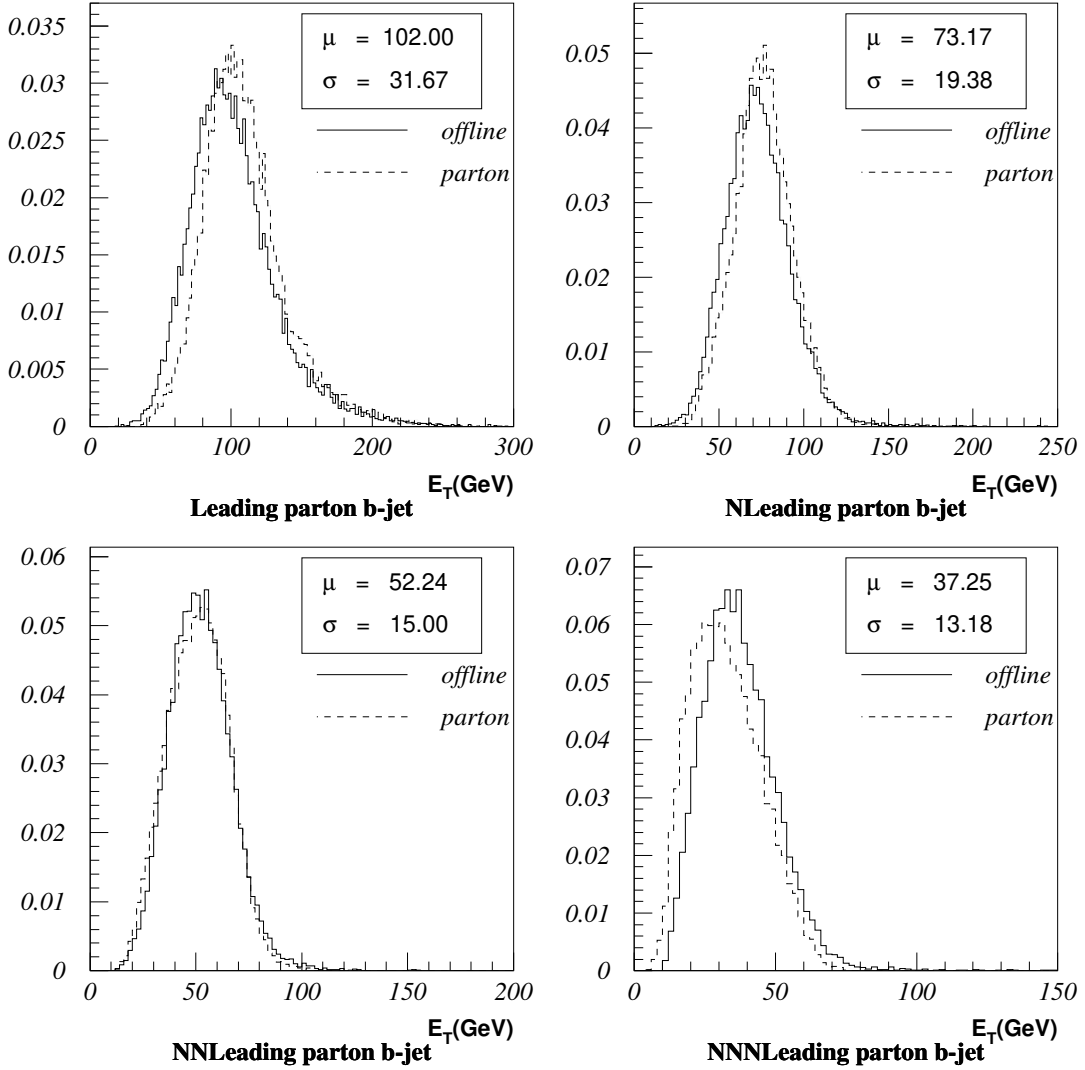 μ = 102.00
σ = 31.67
offline
parton
0.035
0.03
0.025
0.02
0.015
0.01
0.005
0
0 100 200 300
E_T(GeV)
Leading parton b-jet
μ = 73.17
σ = 19.38
offline
parton
0.05
0.04
0.03
0.02
0.01
0
0 50 100 150 200 250
E_T(GeV)
NLeading parton b-jet
μ = 52.24
σ = 15.00
offline
parton
0.06
0.05
0.04
0.03
0.02
0.01
0
0 50 100 150 200
E_T(GeV)
NNLeading parton b-jet
μ = 37.25
σ = 13.18
offline
parton
0.07
0.06
0.05
0.04
0.03
0.02
0.01
0
0 50 100 150
E_T(GeV)
NNNLeading parton b-jet